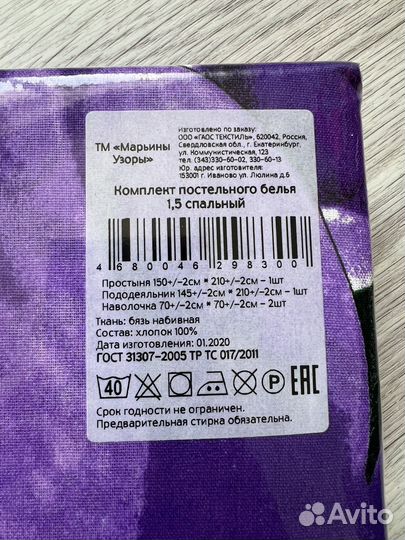 ТМ «Марьины
Узоры»
Изготовлено по заказу:
ООО "ГАОС ТЕКСТИЛЬ", 620042, Россия,
Свердловская обл., г. Екатеринбург,
ул. Коммунистическая, 123
тел. (343)330-60-02, 330-60-13
Юр. адрес изготовителя:
153001 г. Иваново ул. Люлина д.6
Комплект постельного белья
1,5 спальный
4 680046 298300
Простыня 150+/-2см * 210+/-2см - 1шт
Пододеяльник 145+/-2см * 210+/-2см - 1шт
Наволочка 70+/-2см * 70+/-2см - 2шт
Ткань: бязь набивная
Состав: хлопок 100%
Дата изготовления: 01.2020
ГОСТ 31307-2005 ТР ТС 017/2011
40 P EAC
Срок годности не ограничен.
Предварительная стирка обязательна.
Avito